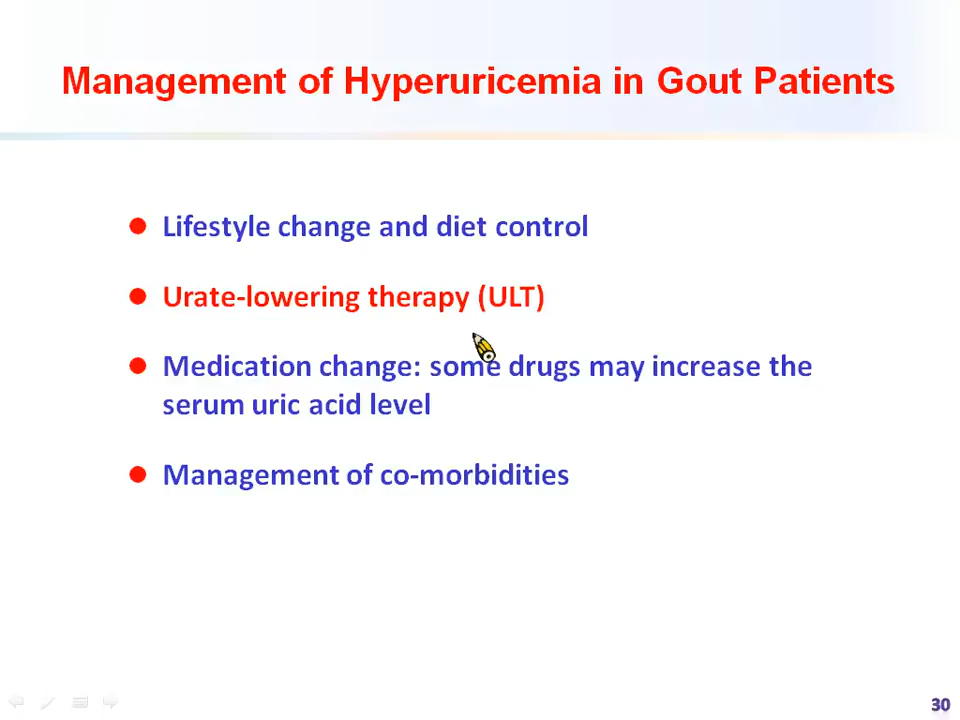 Management of Hyperuricemia in Gout Patients
Lifestyle change and diet control
Urate-lowering therapy (ULT)
Medication change: some drugs may increase the
serum uric acid level
Management of co-morbidities
30